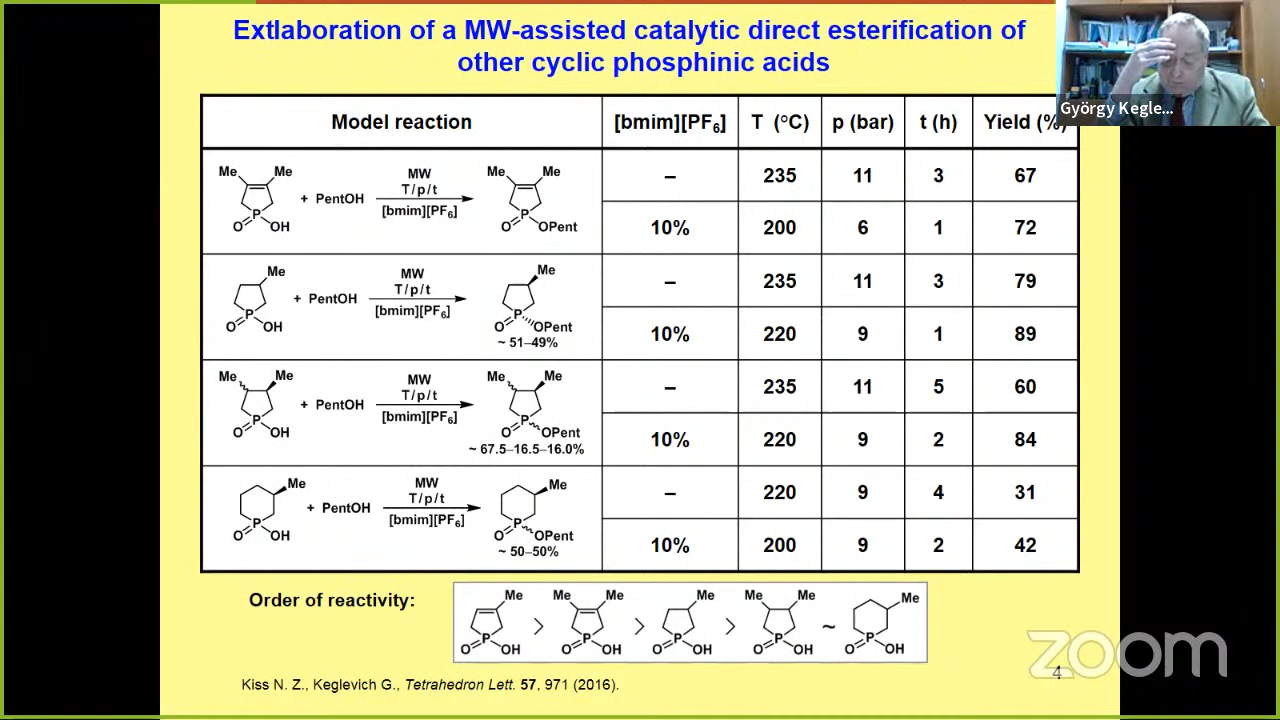 Extlaboration of a MW-assisted catalytic direct esterification of
other cyclic phosphinic acids
György Kegle...
Model reaction [bmim][PF6] T (°C) p (bar) t (h) Yield (%)
Me Me + PentOH MW Me Me
T/p/t
[bmim][PF6]
O P OH O P OPent
– 235 11 3 67
10% 200 6 1 72
Me + PentOH MW Me
T/p/t
[bmim][PF6]
O P OH O P OPent
~ 51–49%
– 235 11 3 79
10% 220 9 1 89
Me Me + PentOH MW Me Me
T/p/t
[bmim][PF6]
O P OH O P OPent
~ 67.5–16.5–16.0%
– 235 11 5 60
10% 220 9 2 84
Me + PentOH MW Me
T/p/t
[bmim][PF6]
O P OH O P OPent
~ 50–50%
– 220 9 4 31
10% 200 9 2 42
Order of reactivity:
Me Me Me Me Me Me Me
> > > ~
O P OH O P OH O P OH O P OH O P OH
zoom
4
Kiss N. Z., Keglevich G., Tetrahedron Lett. 57, 971 (2016).